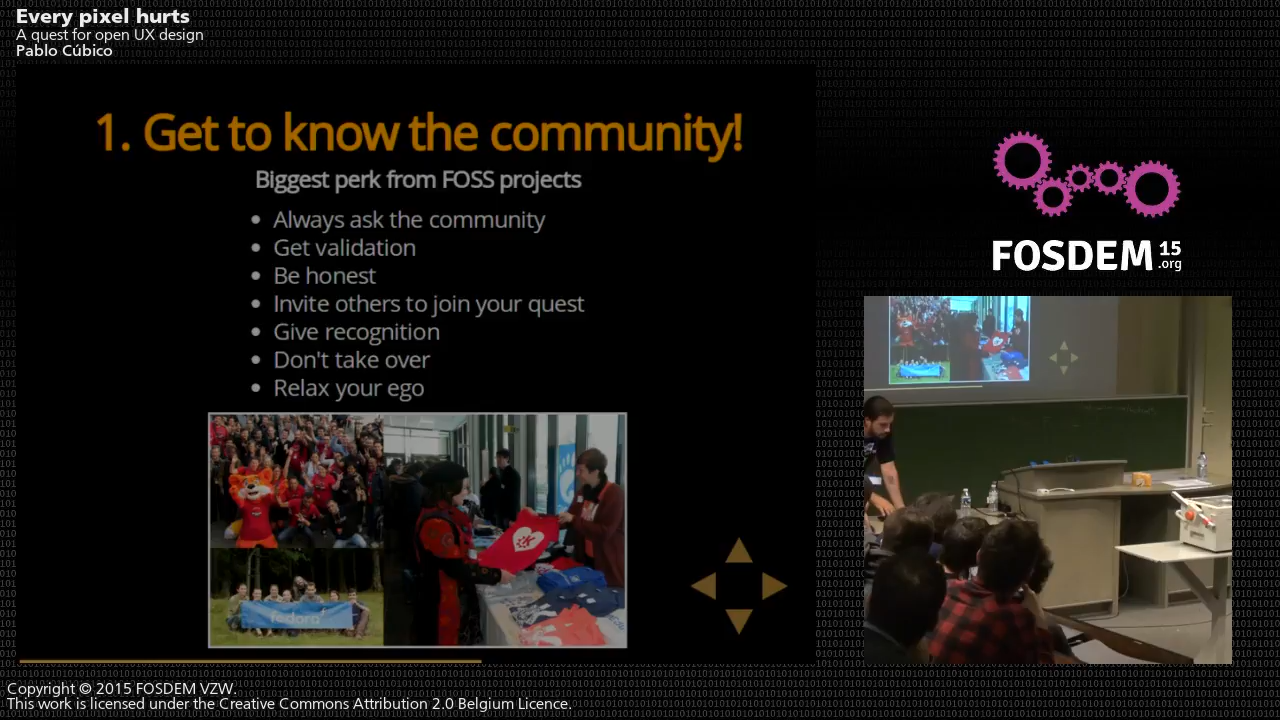 Every pixel hurts
A quest for open UX design
Pablo Cúbico
1. Get to know the community!
Biggest perk from FOSS projects
• Always ask the community
• Get validation
• Be honest
• Invite others to join your quest
• Give recognition
• Don't take over
• Relax your ego
fedora
FOSDEM 15
.org
Copyright © 2015 FOSDEM VZW.
This work is licensed under the Creative Commons Attribution 2.0 Belgium Licence.